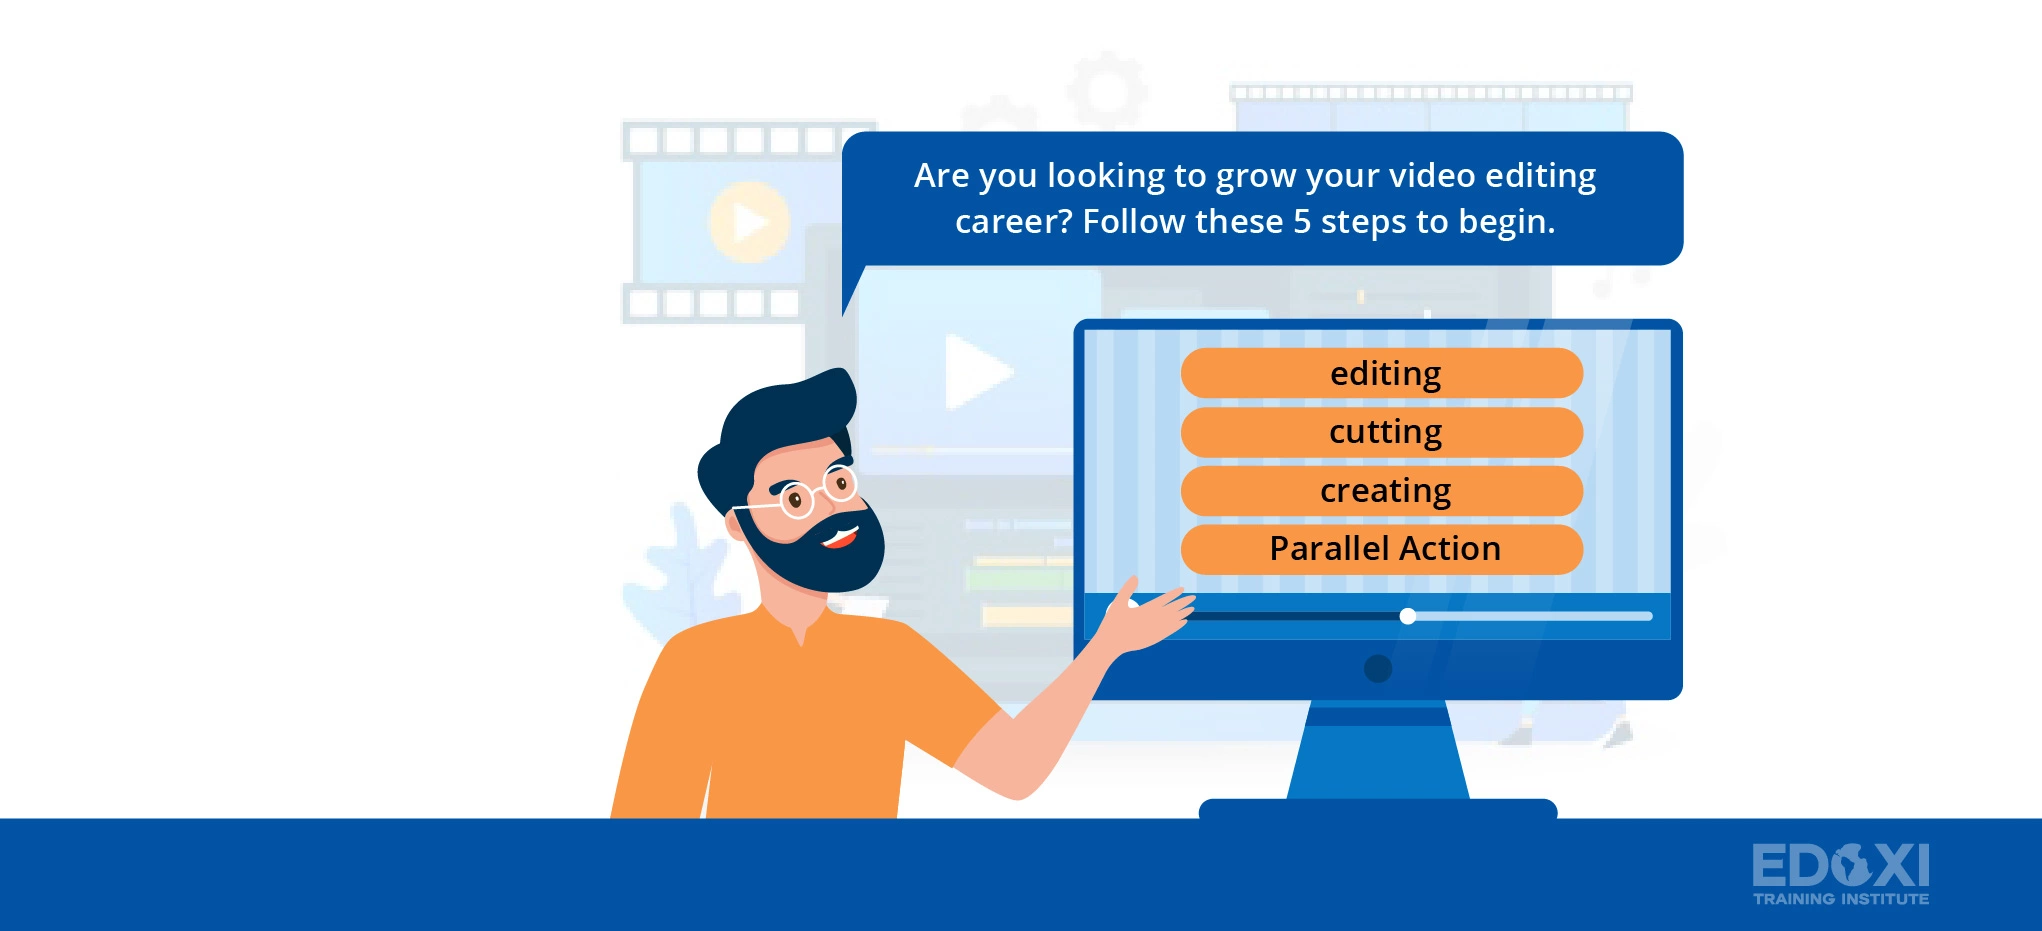 Are you looking to grow your video editing
career? Follow these 5 steps to begin.
editing
cutting
creating
Parallel Action
EDOXI
TRAINING INSTITUTE